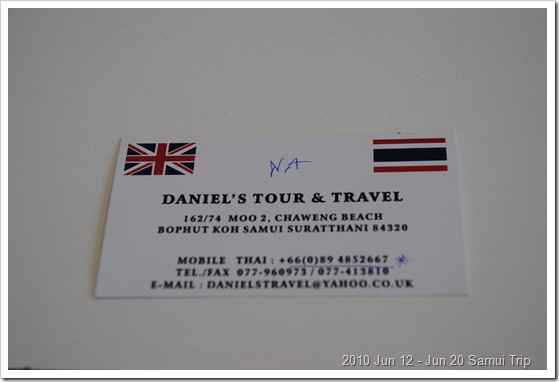 NA
DANIEL'S TOUR & TRAVEL
162/74 MOO 2, CHAWENG BEACH
BOPHUT KOH SAMUI SURATTHANI 84320
MOBILE THAI : +66(0)89 4852667 *
TEL./FAX 077-960973 / 077-413810
E-MAIL : DANIELSTRAVEL@YAHOO.CO.UK
2010 Jun 12 - Jun 20 Samui Trip